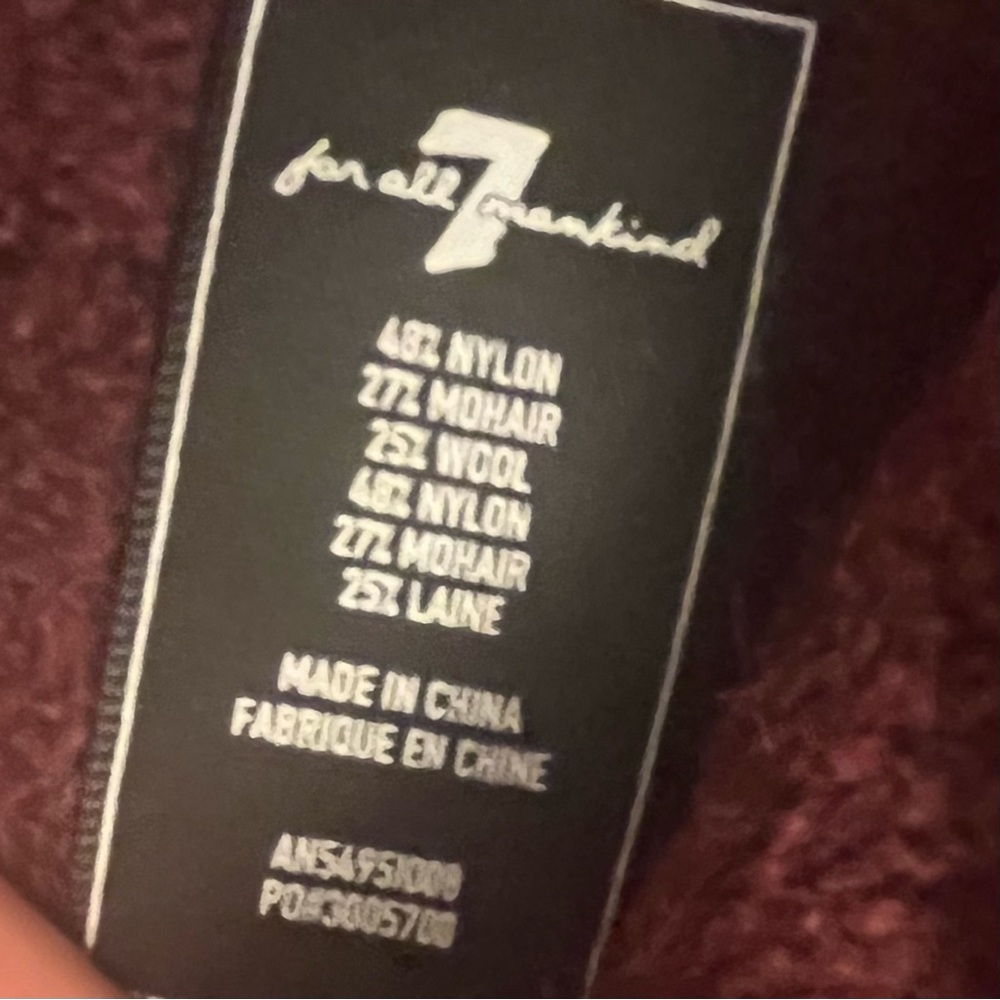 7
for all mankind
48% NYLON
27% MOHAIR
25% WOOL
48% NYLON
27% MOHAIR
25% LAINE
MADE IN CHINA
FABRIQUE EN CHINE